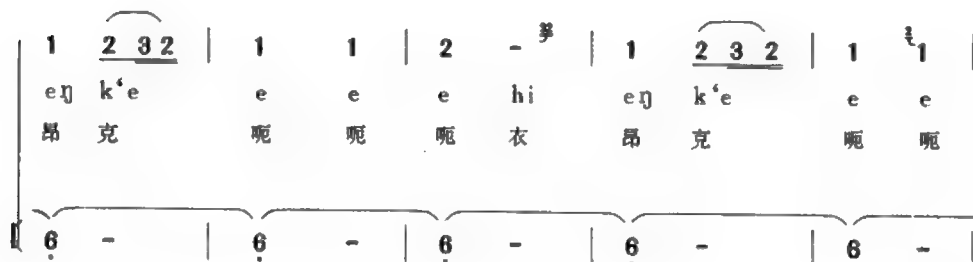 1 2 3 2 | 1 1 | 2 - | 1 2 3 2 | 1 1 |
eŋ k‘e e e e hi eŋ k‘e e e
昂 克 呃 呃 呃 衣 昂 克 呃 呃
6 - | 6 - | 6 - | 6 - | 6 - |